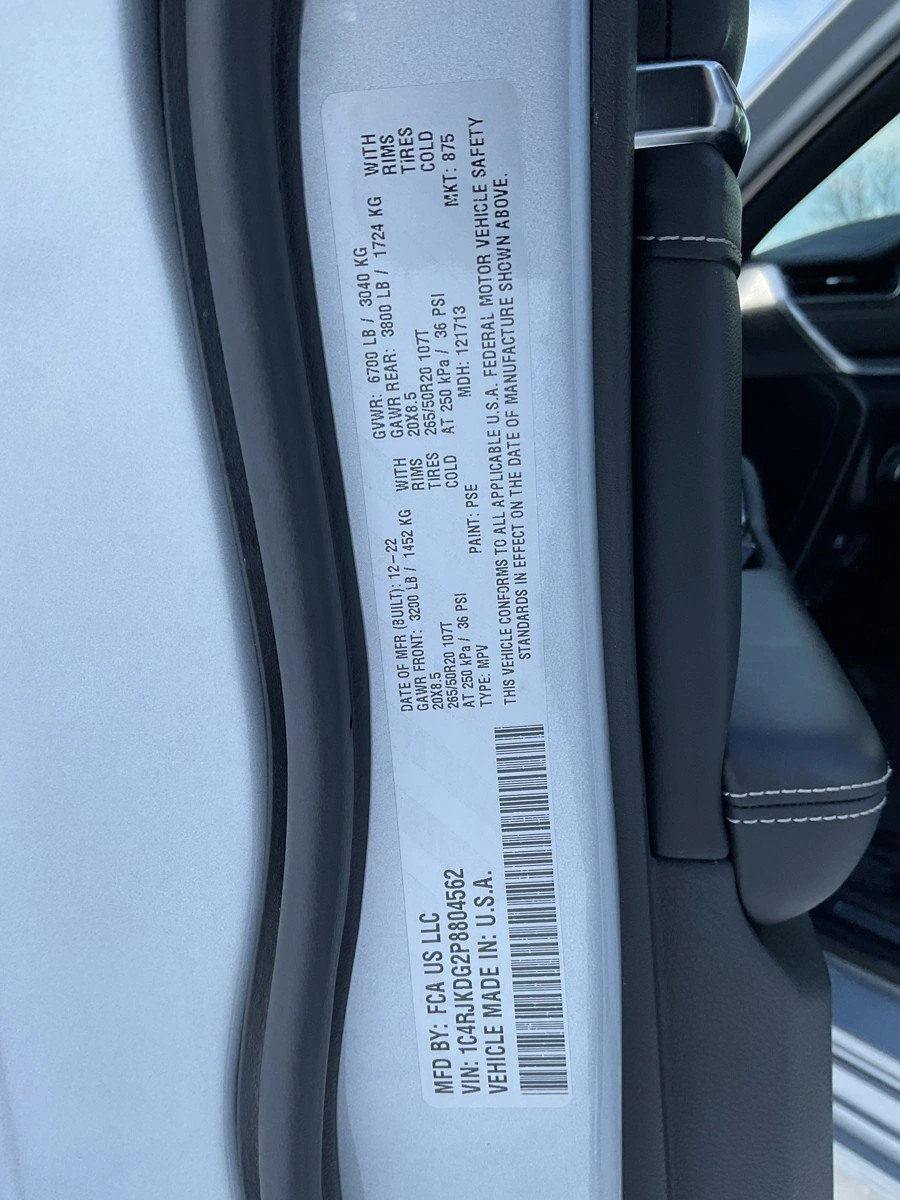 MFD BY: FCA US LLC
VIN: 1C4RJKDG2P8804562
VEHICLE MADE IN: U.S.A.
DATE OF MFR (BUILT): 12-22 GVWR: 6700 LB / 3040 KG
GAWR FRONT: 3200 LB / 1452 KG WITH GAWR REAR: 3800 LB / 1724 KG WITH
20X8.5 RIMS 20X8.5 RIMS
265/50R20 107T TIRES 265/50R20 107T TIRES
AT 250 kPa / 36 PSI COLD AT 250 kPa / 36 PSI COLD
TYPE: MPV PAINT: PSE MDH: 121713 MKT: 875
THIS VEHICLE CONFORMS TO ALL APPLICABLE U.S.A. FEDERAL MOTOR VEHICLE SAFETY
STANDARDS IN EFFECT ON THE DATE OF MANUFACTURE SHOWN ABOVE.